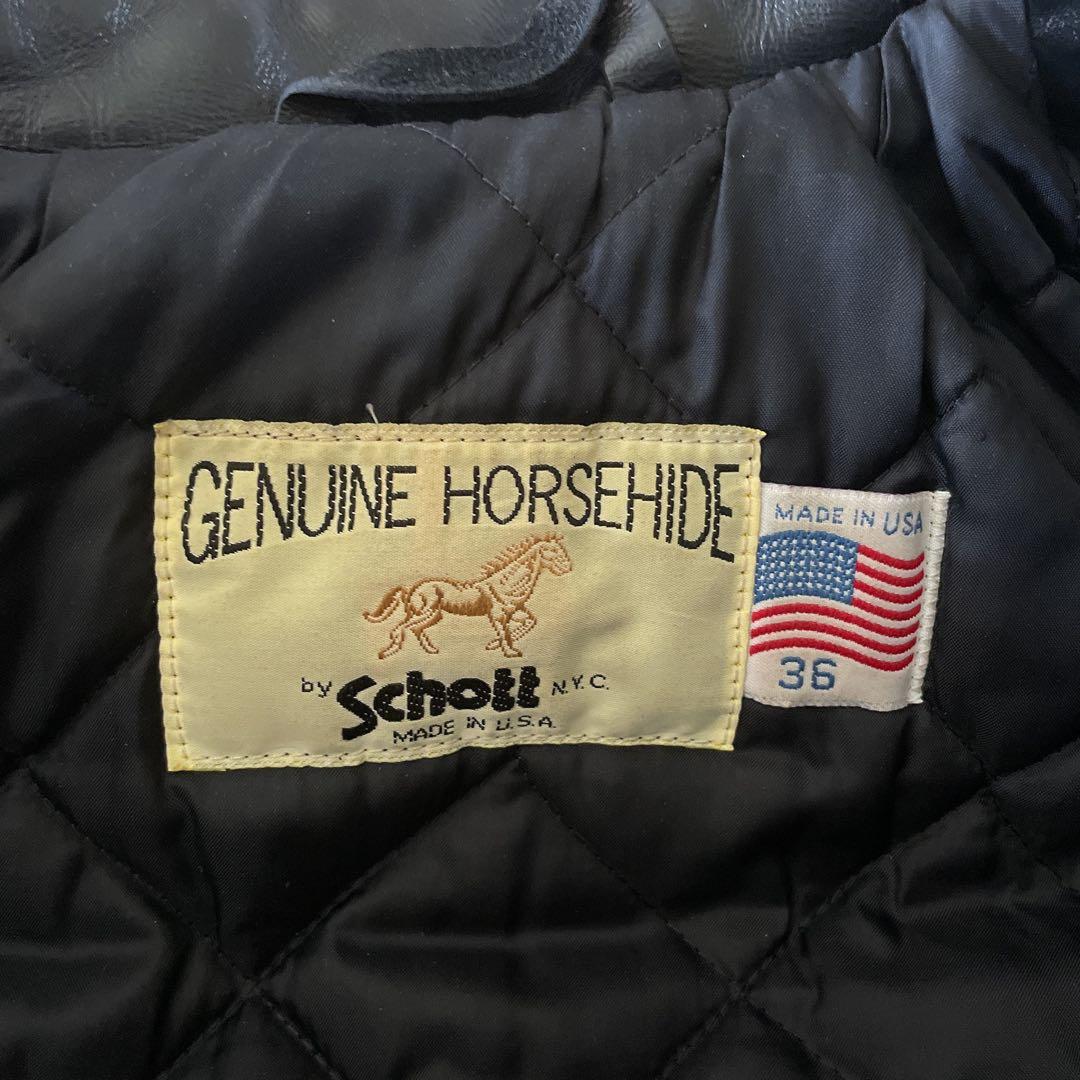 GENUINE HORSEHIDE
by Schott N.Y.C.
MADE IN U.S.A.
MADE IN USA
36